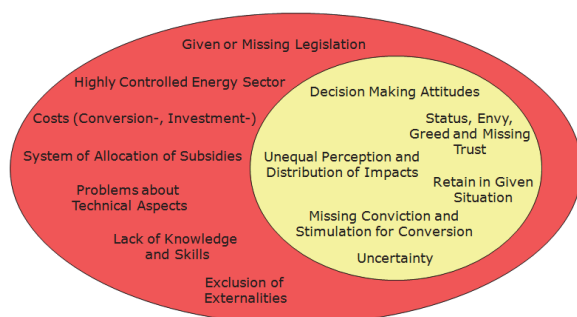 Given or Missing Legislation
Highly Controlled Energy Sector
Costs (Conversion-, Investment-)
System of Allocation of Subsidies
Problems about
Technical Aspects
Lack of Knowledge
and Skills
Exclusion of
Externalities
Decision Making Attitudes
Status, Envy,
Greed and Missing
Trust
Unequal Perception and
Distribution of Impacts
Retain in Given
Situation
Missing Conviction and
Stimulation for Conversion
Uncertainty